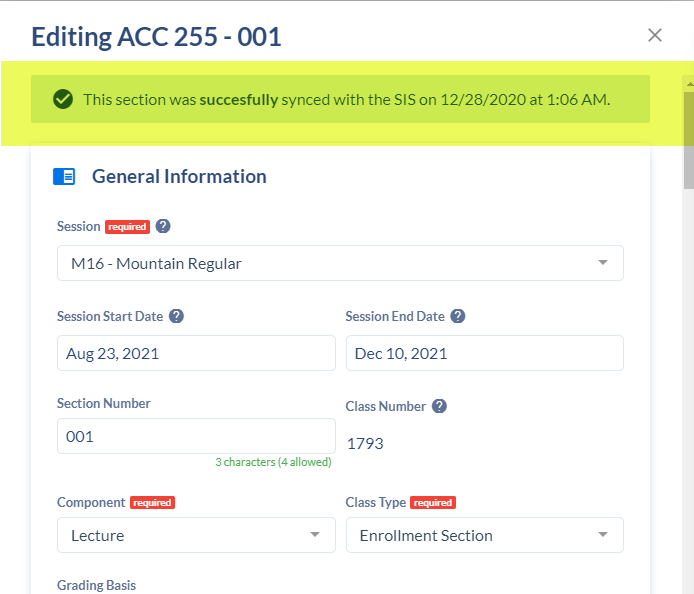 Editing ACC 255 - 001
This section was succesfully synced with the SIS on 12/28/2020 at 1:06 AM.
General Information
Session required ?
M16 - Mountain Regular
Session Start Date ?
Session End Date ?
Aug 23, 2021
Dec 10, 2021
Section Number
Class Number ?
001
1793
3 characters (4 allowed)
Component required
Class Type required
Lecture
Enrollment Section
Grading Basis